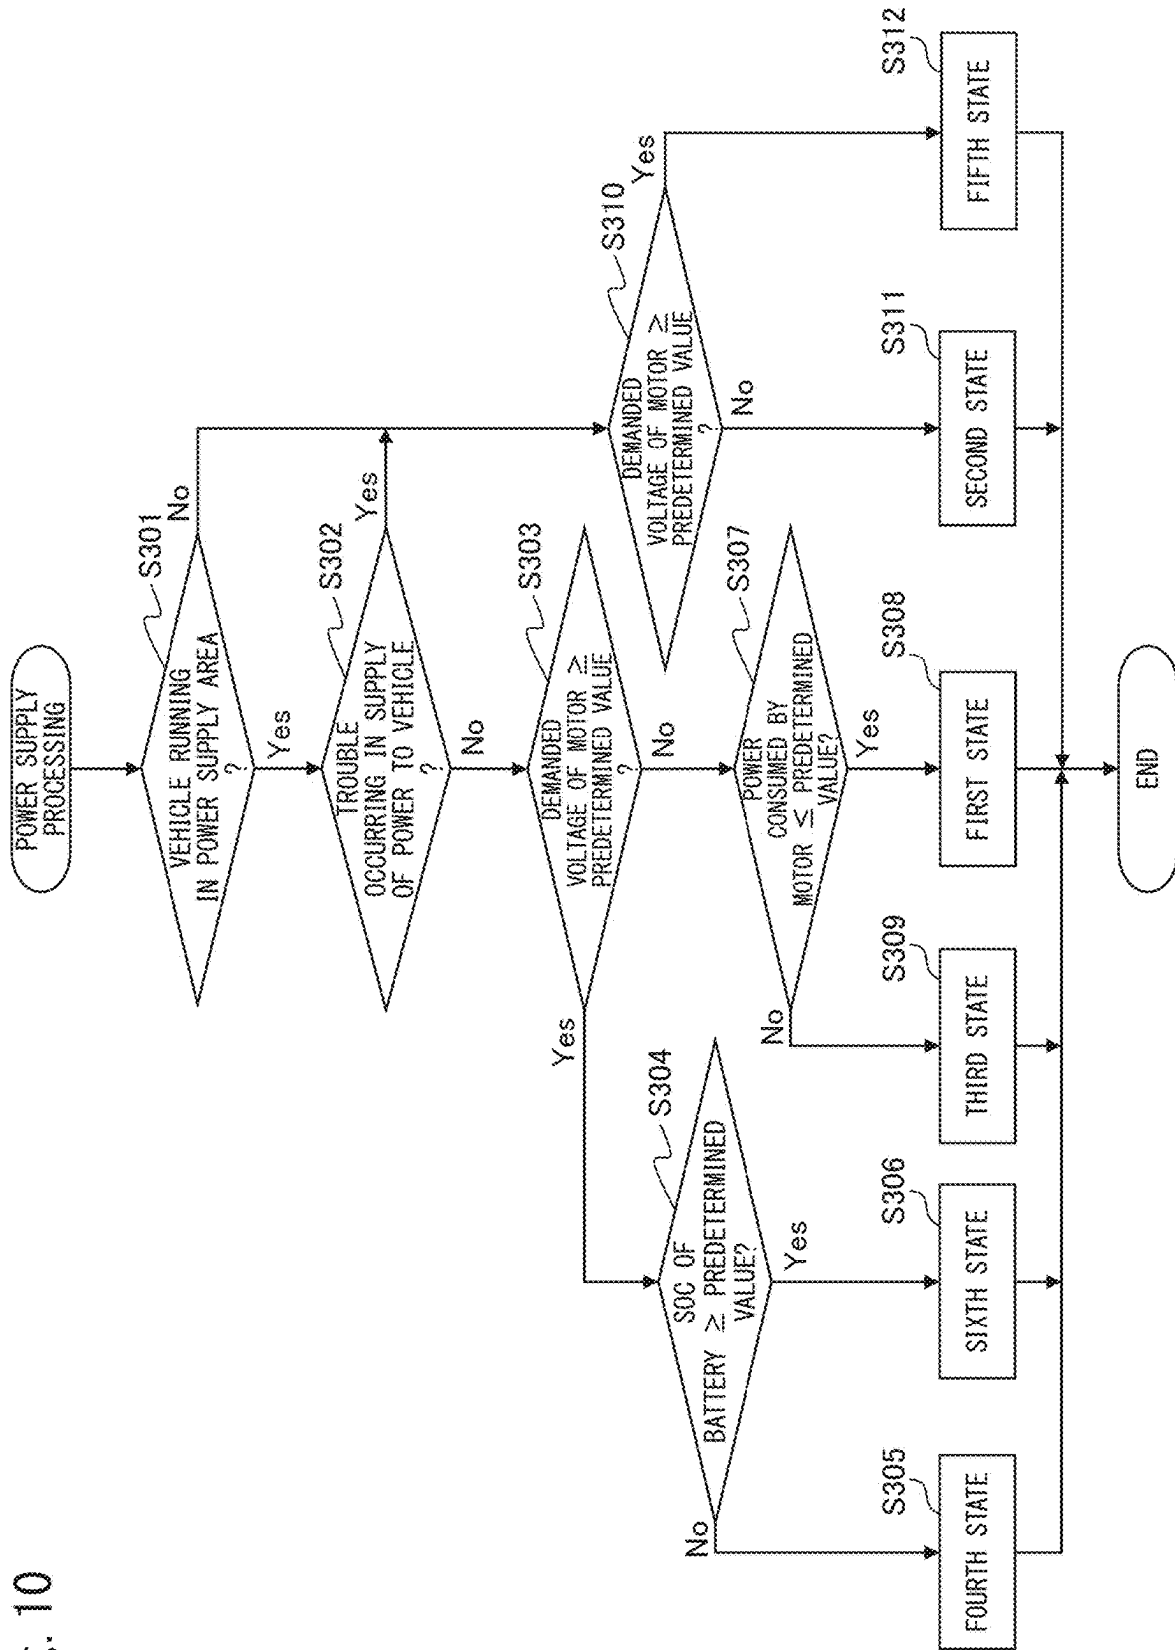 10
POWER SUPPLY
PROCESSING
S301
VEHICLE RUNNING
IN POWER SUPPLY AREA
?
No
Yes
S302
TROUBLE
OCCURRING IN SUPPLY
OF POWER TO VEHICLE
?
Yes
No
S303
DEMANDED
VOLTAGE OF MOTOR ≥
PREDETERMINED VALUE
?
Yes
No
S304
SOC OF
BATTERY ≥ PREDETERMINED
VALUE?
No
Yes
S307
POWER
CONSUMED BY
MOTOR ≤ PREDETERMINED
VALUE?
No
Yes
S310
DEMANDED
VOLTAGE OF MOTOR ≥
PREDETERMINED VALUE
?
Yes
No
S305
FOURTH STATE
S306
SIXTH STATE
S309
THIRD STATE
S308
FIRST STATE
S311
SECOND STATE
S312
FIFTH STATE
END